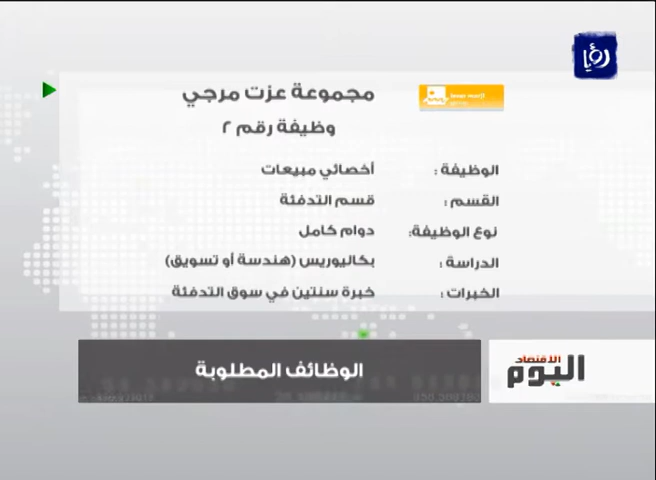 رؤيا
مجموعة عزت مرجي
وظيفة رقم ٢
الوظيفة : أخصائي مبيعات
القسم : قسم التدفئة
نوع الوظيفة: دوام كامل
الدراسة : بكاليوريس (هندسة أو تسويق)
الخبرات : خبرة سنتين في سوق التدفئة
الوظائف المطلوبة
الاقتصاد
اليوم